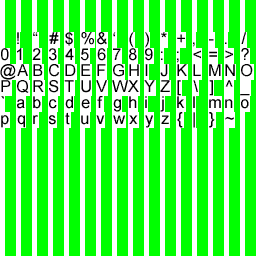 ! “ # $ % & ‘ ( ) * + , - . /
0 1 2 3 4 5 6 7 8 9 : ; < = > ?
@ A B C D E F G H I J K L M N O
P Q R S T U V W X Y Z [ \ ] ^ _
` a b c d e f g h i j k l m n o
p q r s t u v w x y z { | } ~